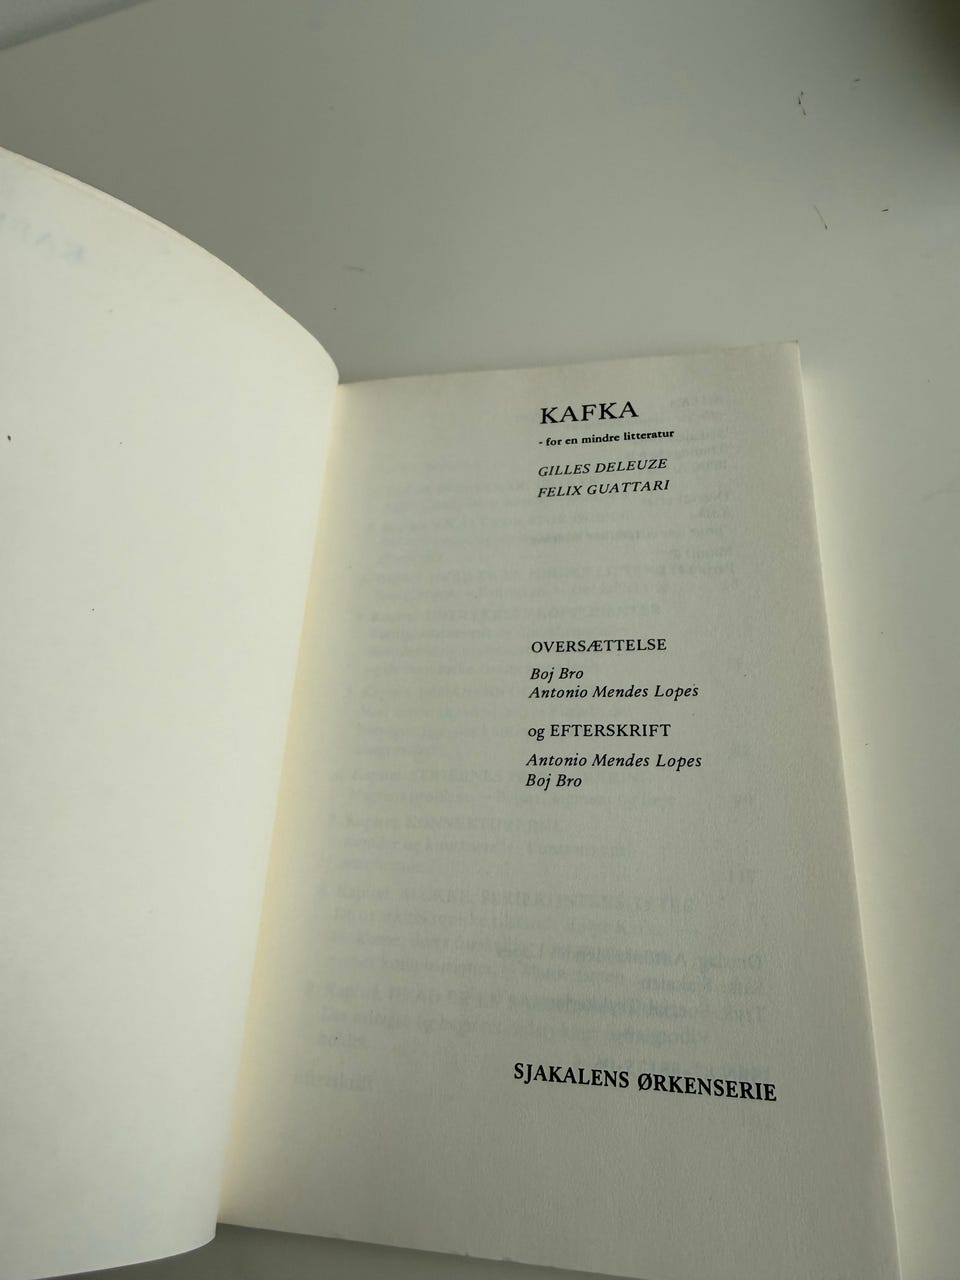 KAFKA
- for en mindre litteratur
GILLES DELEUZE
FELIX GUATTARI
OVERSÆTTELSE
Boj Bro
Antonio Mendes Lopes
og EFTERSKRIFT
Antonio Mendes Lopes
Boj Bro
SJAKALENS ØRKENSERIE